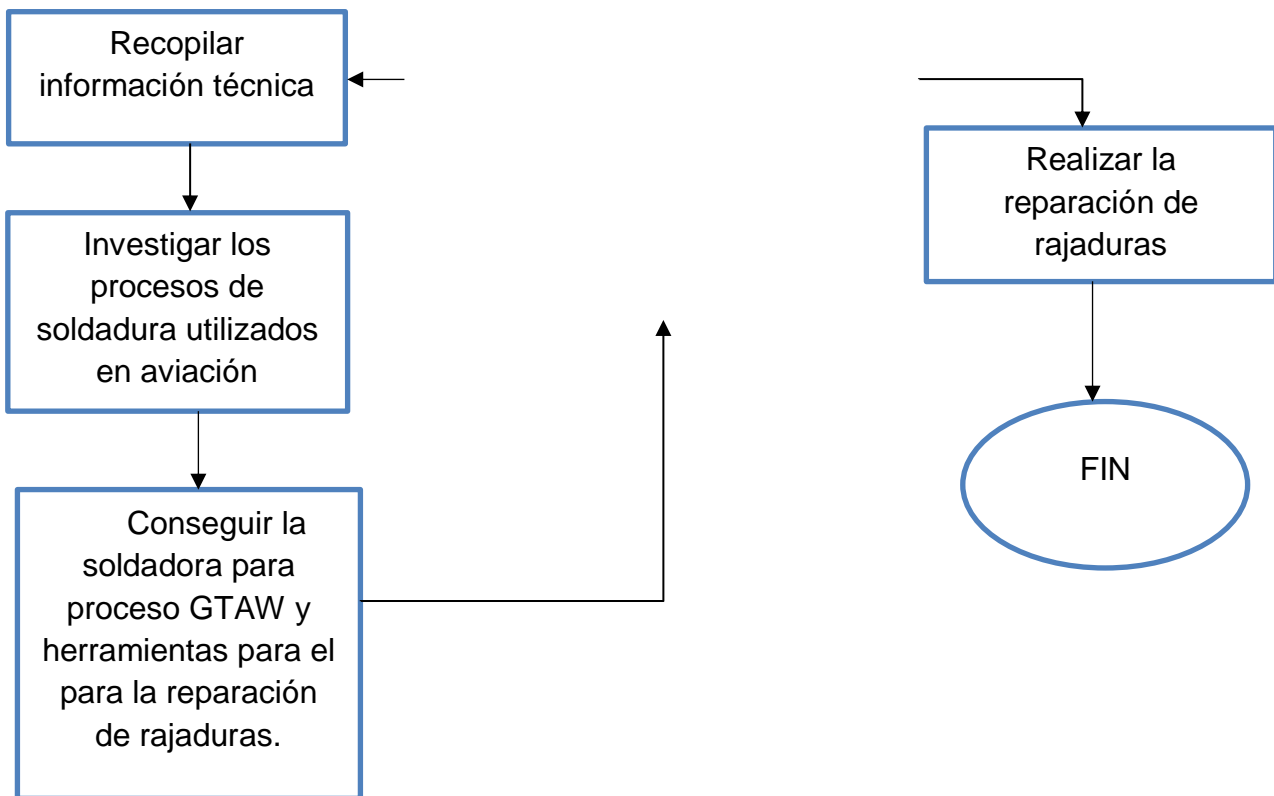 Recopilar
información técnica
Investigar los
procesos de
soldadura utilizados
en aviación
Conseguir la
soldadora para
proceso GTAW y
herramientas para el
para la reparación
de rajaduras.
Realizar la
reparación de
rajaduras
FIN